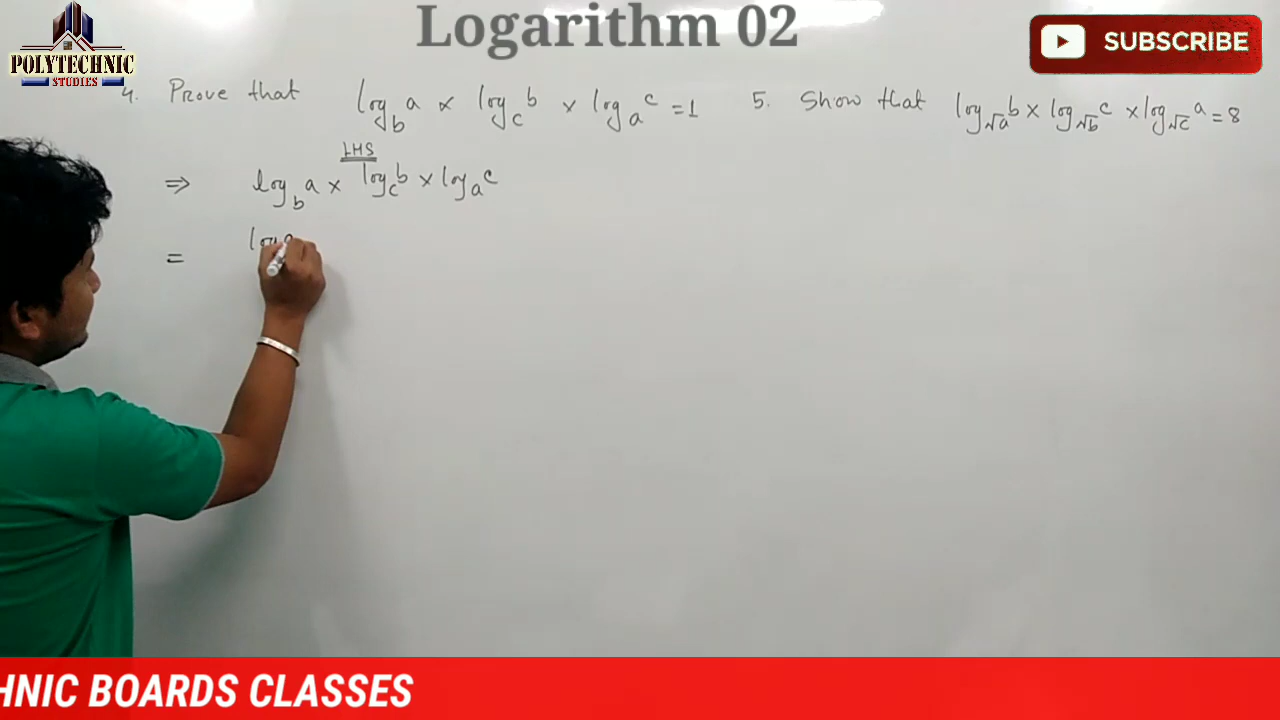 Logarithm 02
POLYTECHNIC
STUDIES
SUBSCRIBE
4. Prove that log_b a × log_c b × log_a c = 1
5. Show that log_√a b × log_√b c × log_√c a = 8
LHS
⇒ log_b a × log_c b × log_a c
= log a
HNIC BOARDS CLASSES